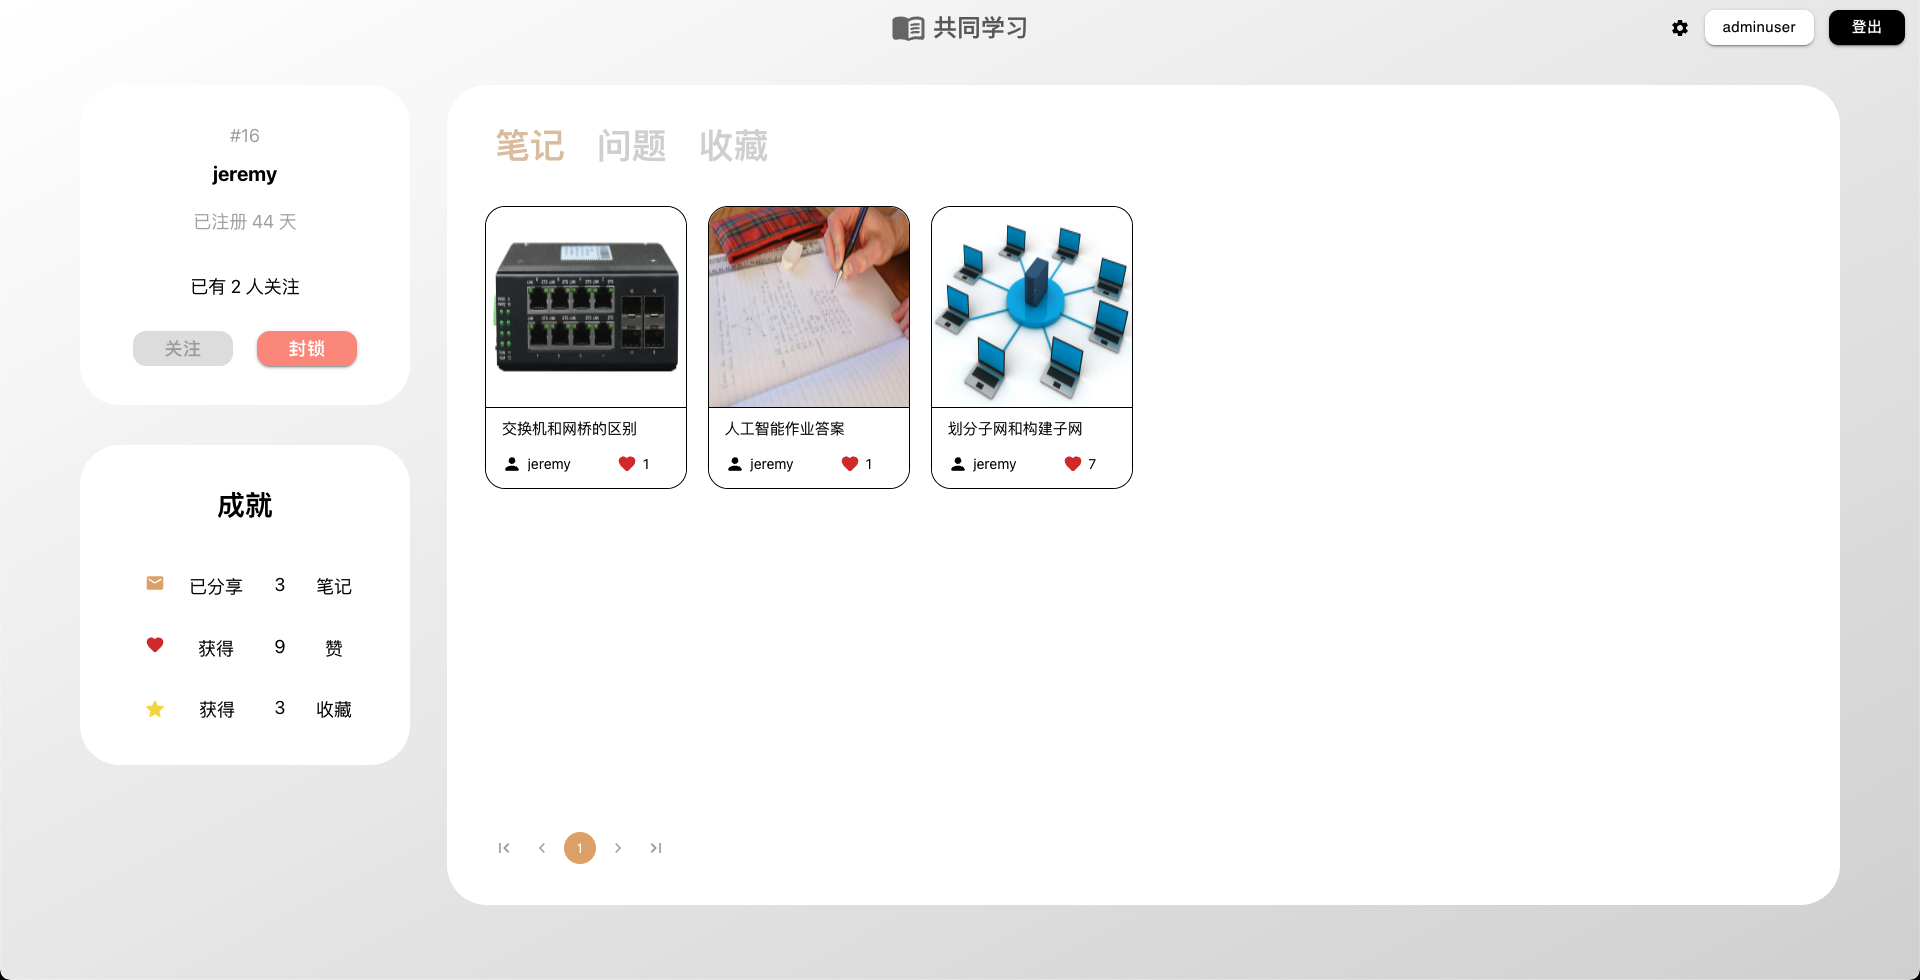 共同学习
adminuser
登出
#16
jeremy
已注册 44 天
已有 2 人关注
关注
封锁
成就
已分享 3 笔记
获得 9 赞
获得 3 收藏
笔记 问题 收藏
交换机和网桥的区别
jeremy 1
人工智能作业答案
jeremy 1
划分子网和构建子网
jeremy 7
1